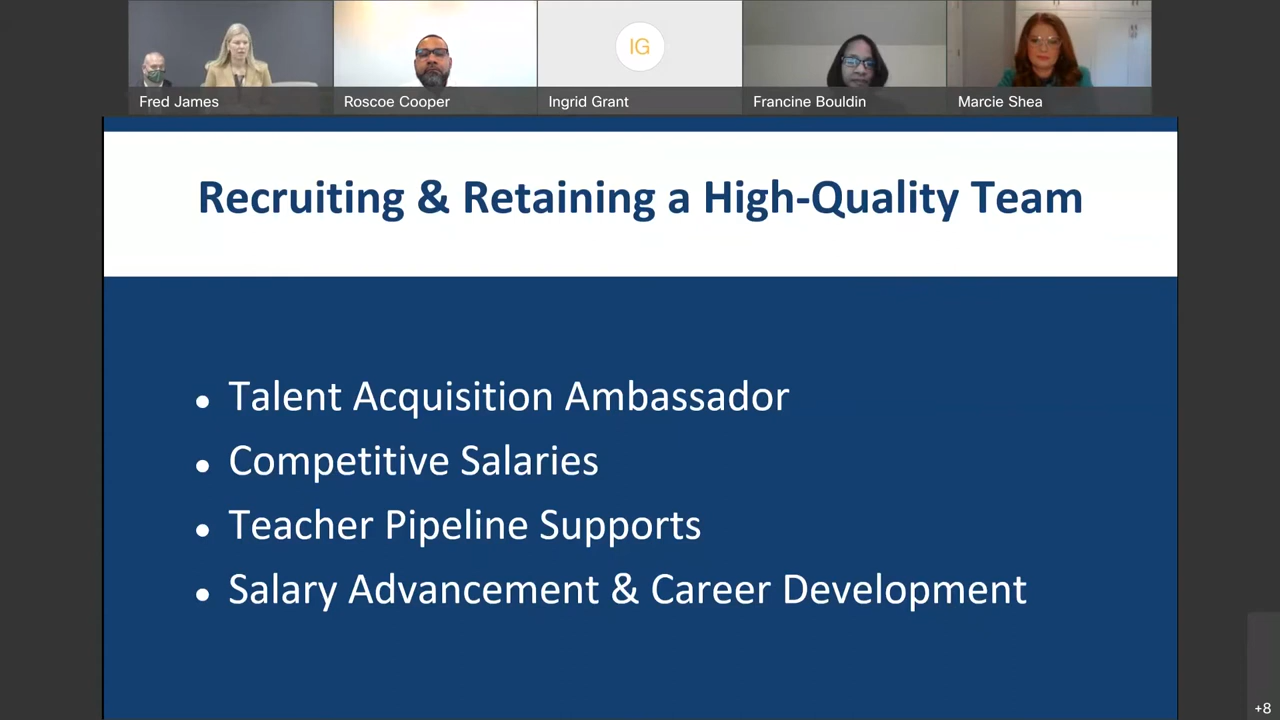 IG
Fred James
Roscoe Cooper
Ingrid Grant
Francine Bouldin
Marcie Shea
Recruiting & Retaining a High-Quality Team
• Talent Acquisition Ambassador
• Competitive Salaries
• Teacher Pipeline Supports
• Salary Advancement & Career Development
+8